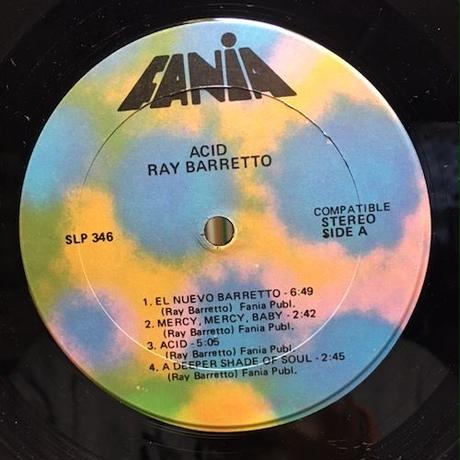 FANIA
ACID
RAY BARRETTO
SLP 346
COMPATIBLE
STEREO
SIDE A
1. EL NUEVO BARRETTO - 6:49
(Ray Barretto) Fania Publ.
2. MERCY, MERCY, BABY - 2:42
(Ray Barretto) Fania Publ.
3. ACID - 5:05
(Ray Barretto) Fania Publ.
4. A DEEPER SHADE OF SOUL - 2:45
(Ray Barretto) Fania Publ.